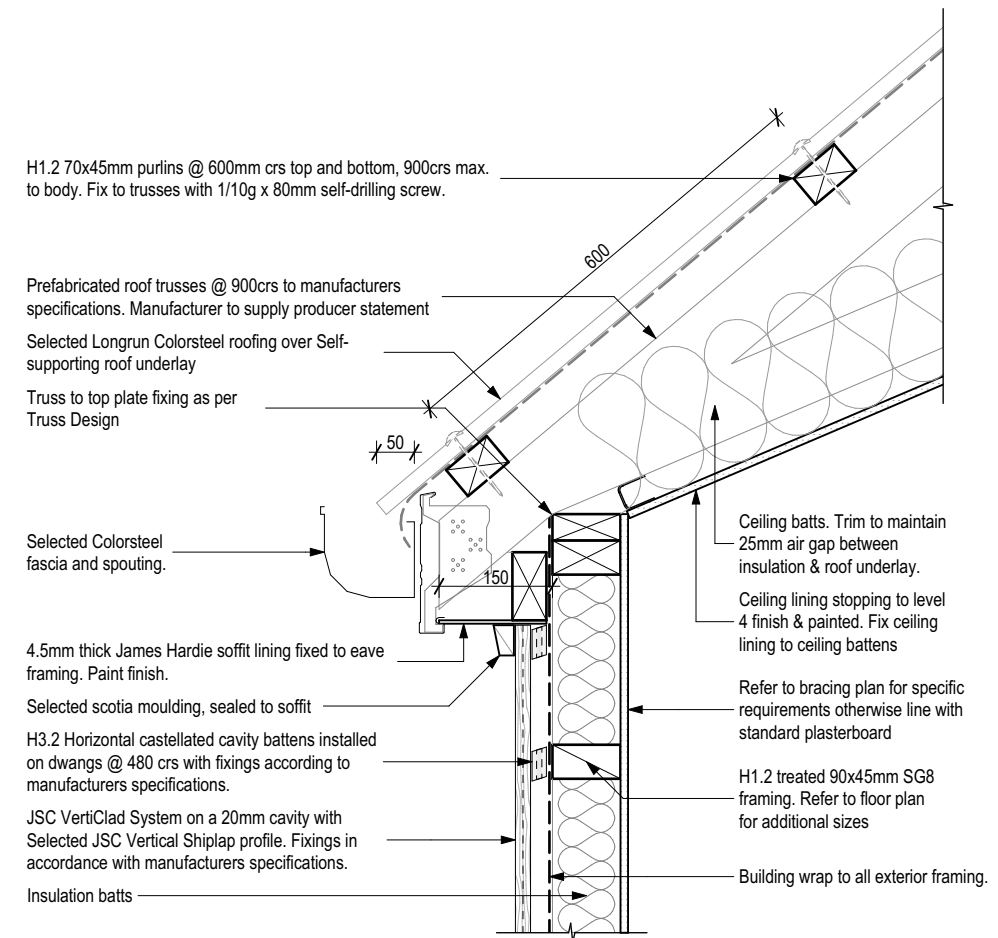 H1.2 70x45mm purlins @ 600mm crs top and bottom, 900crs max.
to body. Fix to trusses with 1/10g x 80mm self-drilling screw.
600
Prefabricated roof trusses @ 900crs to manufacturers
specifications. Manufacturer to supply producer statement
Selected Longrun Colorsteel roofing over Self-
supporting roof underlay
Truss to top plate fixing as per
Truss Design
50
Selected Colorsteel
fascia and spouting.
150
4.5mm thick James Hardie soffit lining fixed to eave
framing. Paint finish.
Selected scotia moulding, sealed to soffit
H3.2 Horizontal castellated cavity battens installed
on dwangs @ 480 crs with fixings according to
manufacturers specifications.
JSC VertiClad System on a 20mm cavity with
Selected JSC Vertical Shiplap profile. Fixings in
accordance with manufacturers specifications.
Insulation batts
Ceiling batts. Trim to maintain
25mm air gap between
insulation & roof underlay.
Ceiling lining stopping to level
4 finish & painted. Fix ceiling
lining to ceiling battens
Refer to bracing plan for specific
requirements otherwise line with
standard plasterboard
H1.2 treated 90x45mm SG8
framing. Refer to floor plan
for additional sizes
Building wrap to all exterior framing.